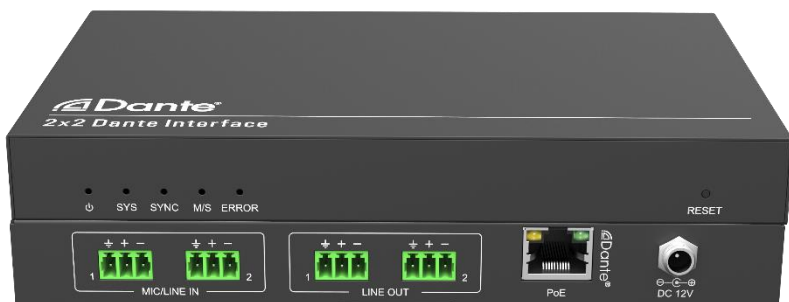 Dante®
2x2 Dante Interface
SYS SYNC M/S ERROR
RESET
+ − + −
1 2
MIC/LINE IN
+ − + −
1 2
LINE OUT
PoE
Dante®
DC 12V